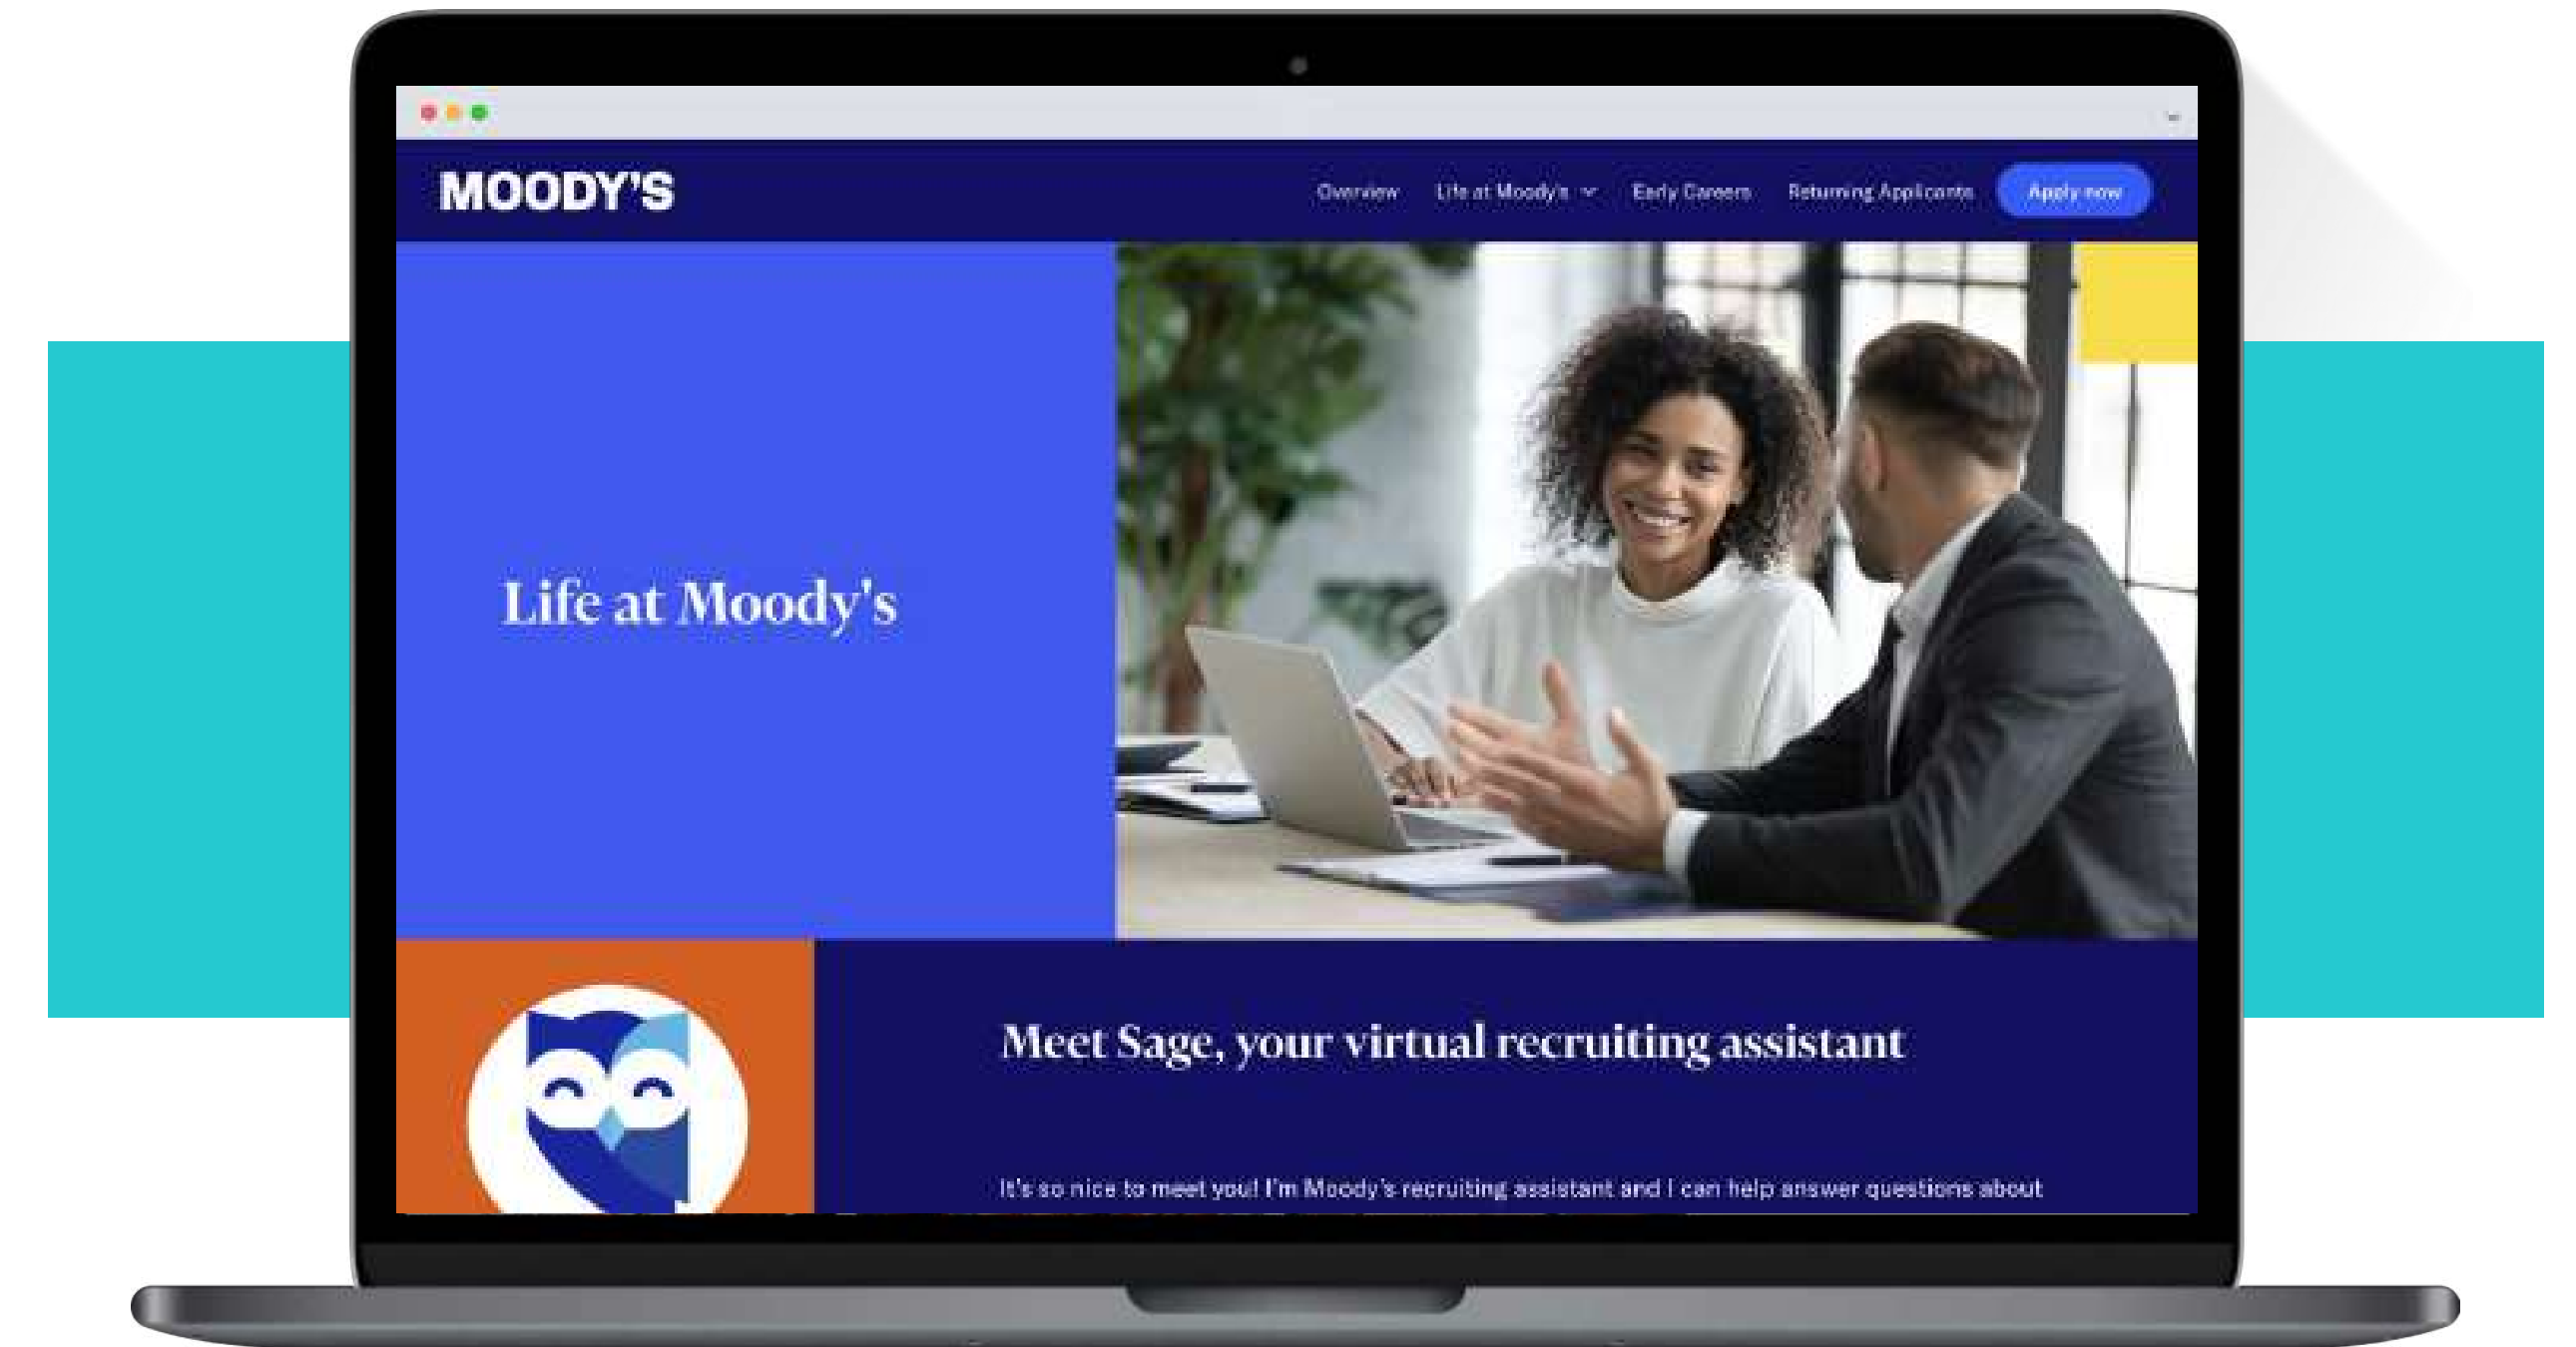 MOODY'S
Overview Life at Moody's Early Careers Returning Applicants Apply now
Life at Moody's
Meet Sage, your virtual recruiting assistant
It's so nice to meet you! I'm Moody's recruiting assistant and I can help answer questions about